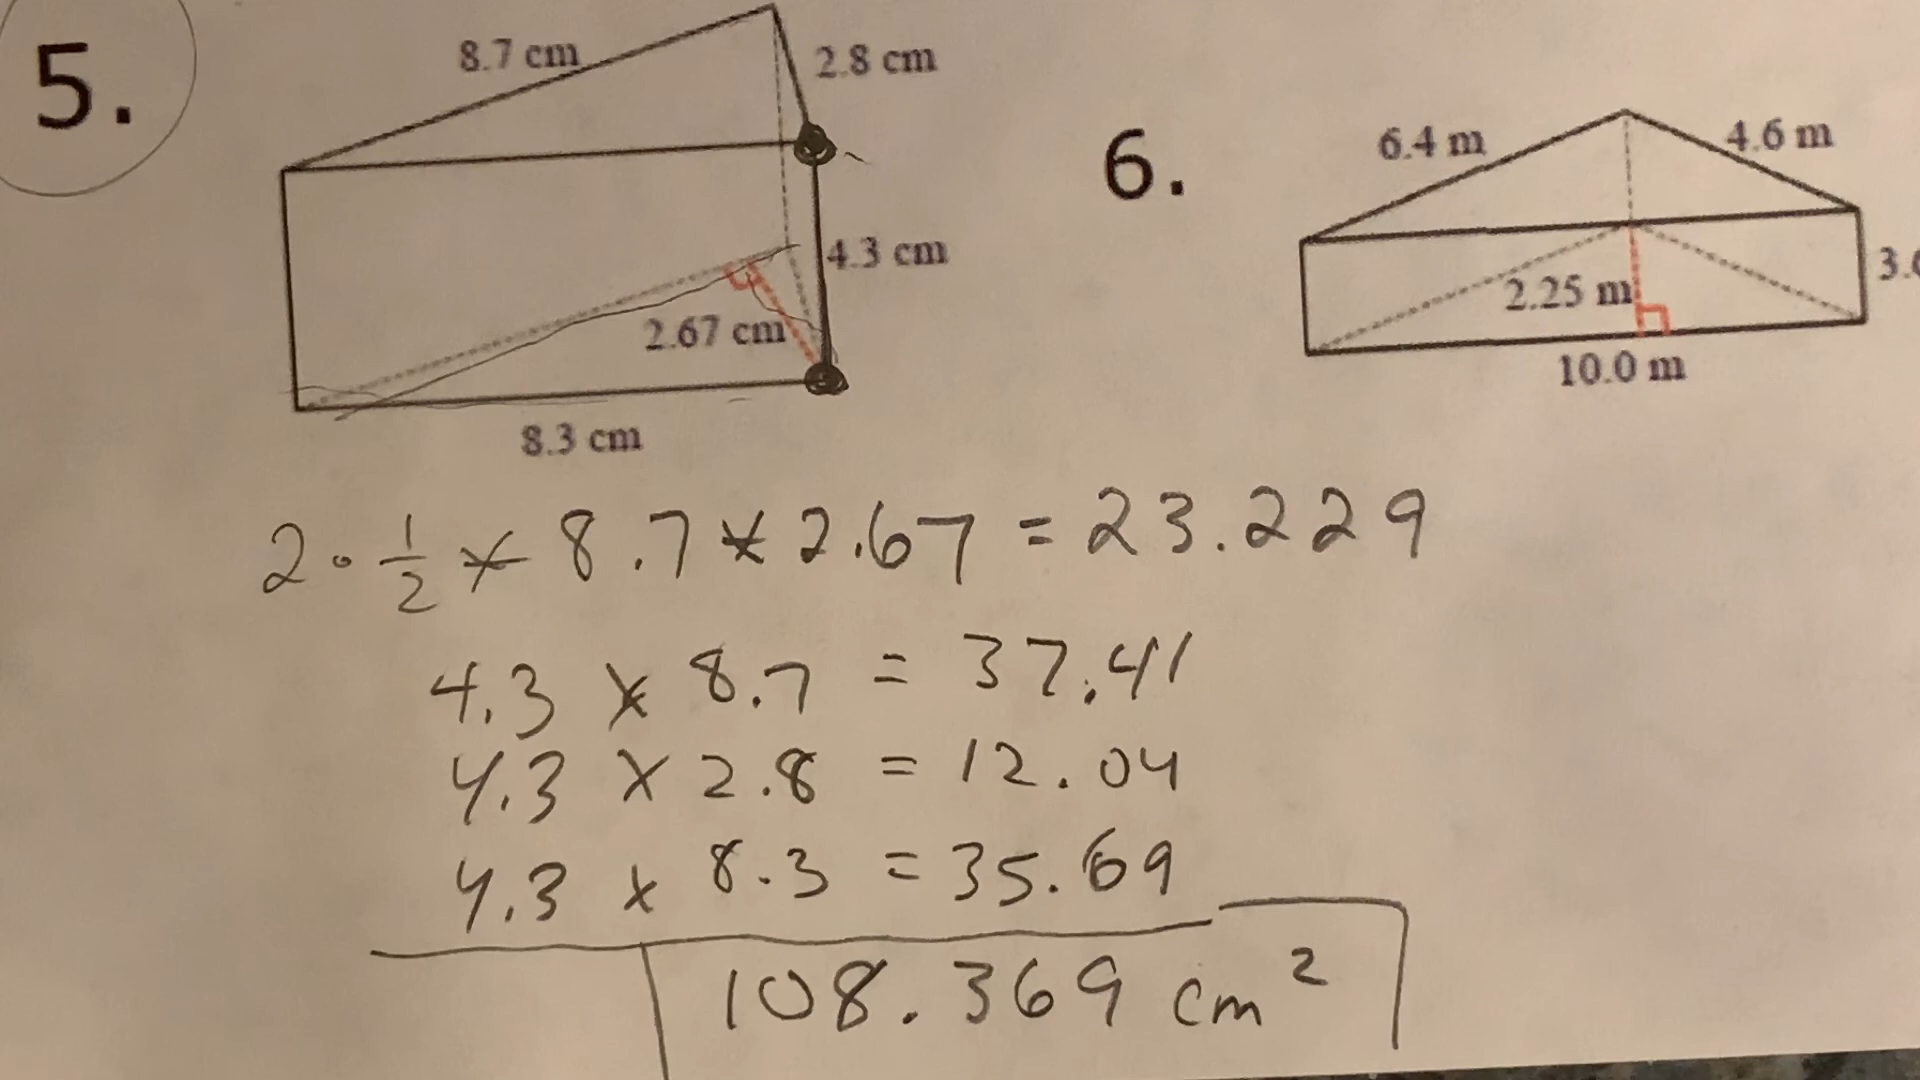 5.
8.7 cm
2.8 cm
4.3 cm
2.67 cm
8.3 cm
6.
6.4 m
4.6 m
2.25 m
3.
10.0 m
2 · 1/2 × 8.7 × 2.67 = 23.229
4.3 × 8.7 = 37.41
4.3 × 2.8 = 12.04
4.3 × 8.3 = 35.69
108.369 cm²